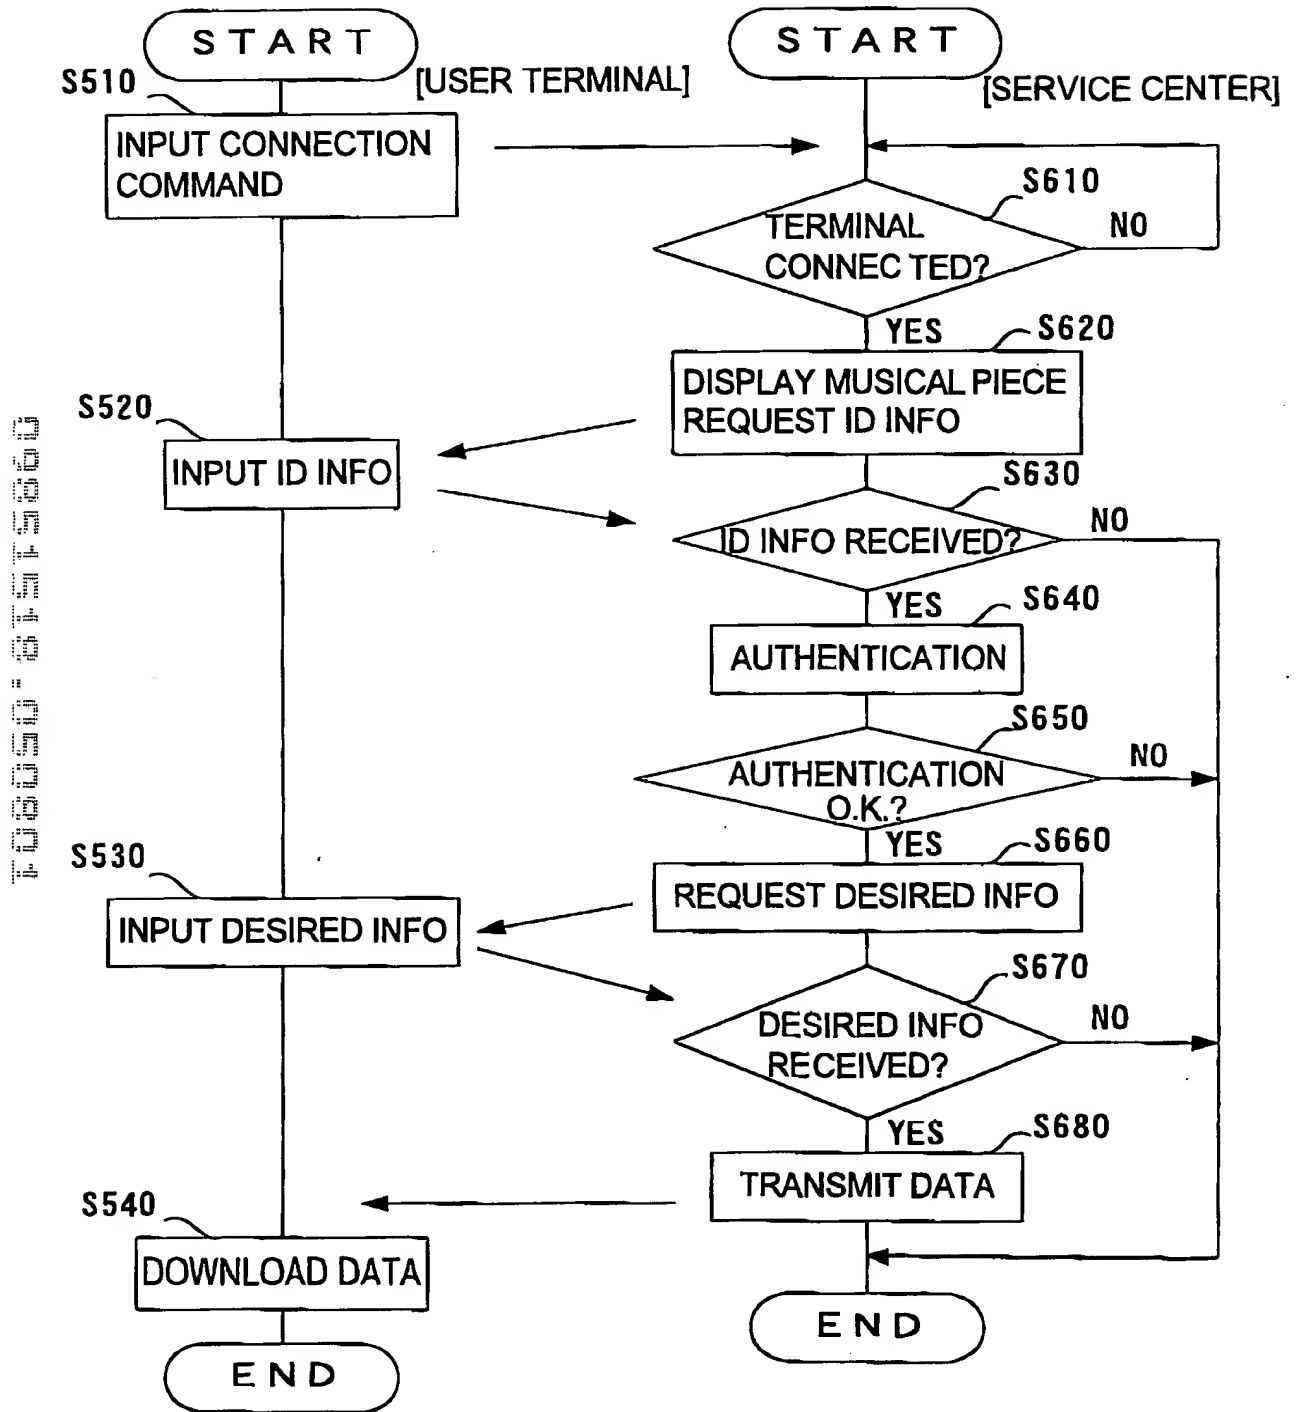 START
[USER TERMINAL]
S510
INPUT CONNECTION
COMMAND
S520
INPUT ID INFO
S530
INPUT DESIRED INFO
S540
DOWNLOAD DATA
END
START
[SERVICE CENTER]
S610
TERMINAL
CONNEC TED?
NO
YES
S620
DISPLAY MUSICAL PIECE
REQUEST ID INFO
S630
ID INFO RECEIVED?
NO
YES
S640
AUTHENTICATION
S650
AUTHENTICATION
O.K.?
NO
YES
S660
REQUEST DESIRED INFO
S670
DESIRED INFO
RECEIVED?
NO
YES
S680
TRANSMIT DATA
END